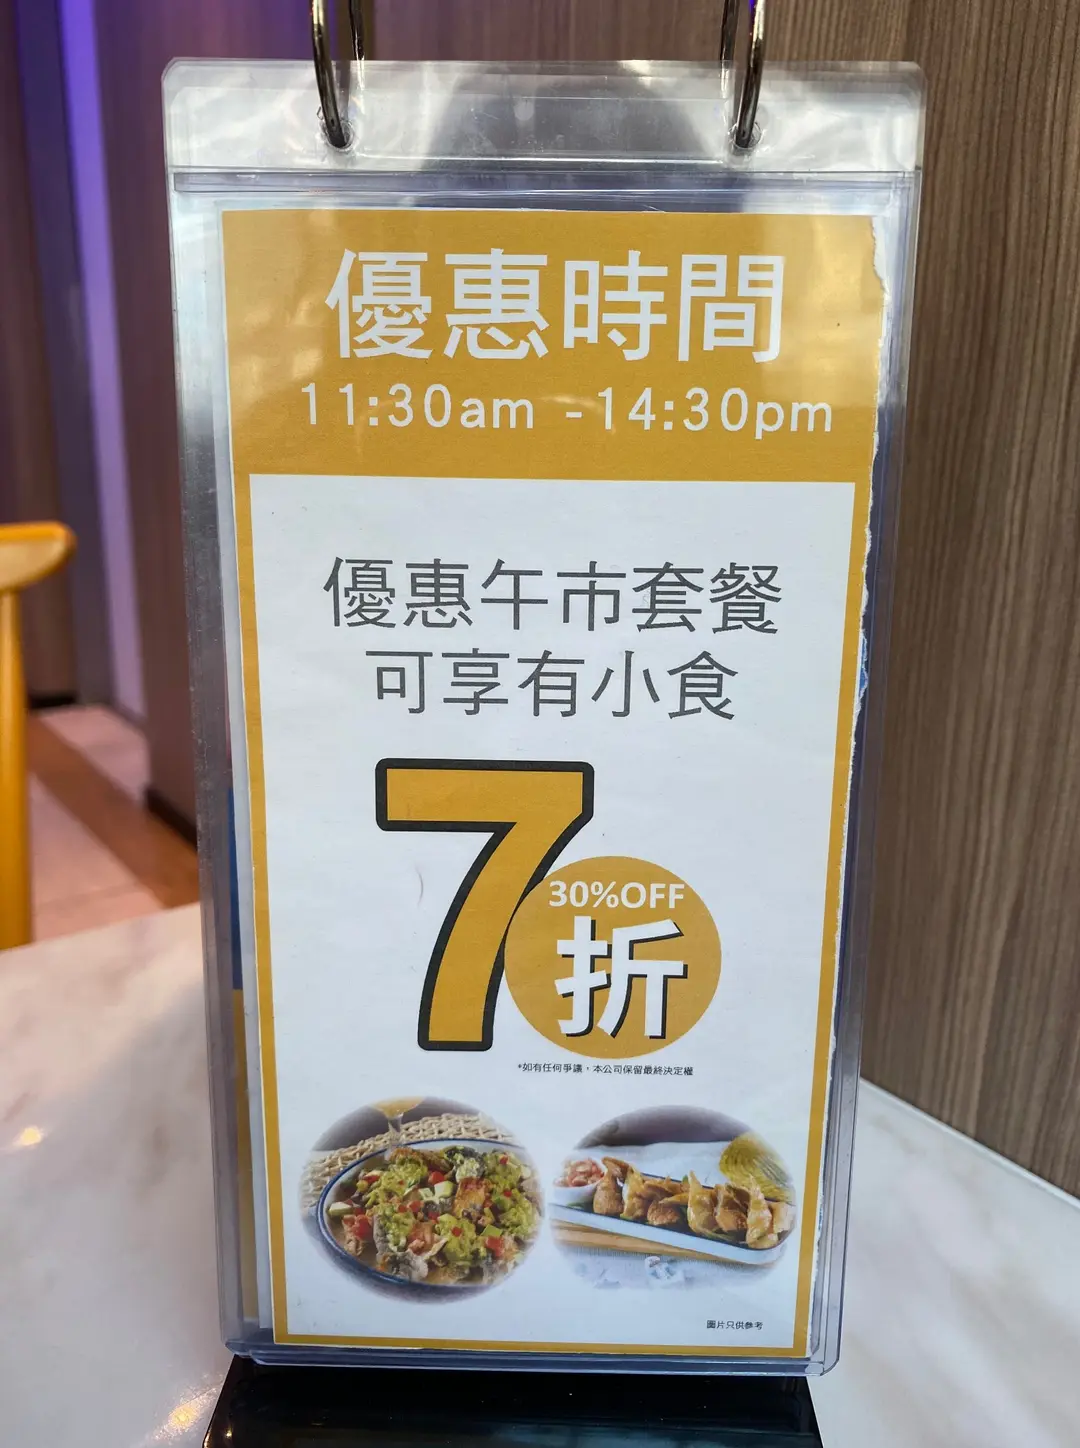 優惠時間
11:30am - 14:30pm
優惠午市套餐
可享有小食
7
30%OFF
折
*如有任何爭議，本公司保留最終決定權
圖片只供參考